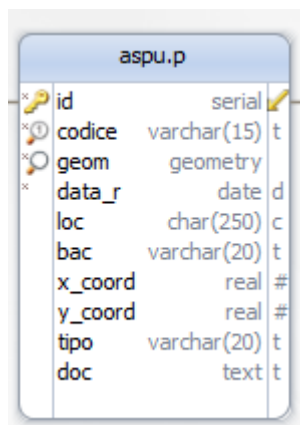 aspu.p
id serial
codice varchar(15) t
geom geometry
data_r date d
loc char(250) c
bac varchar(20) t
x_coord real #
y_coord real #
tipo varchar(20) t
doc text t